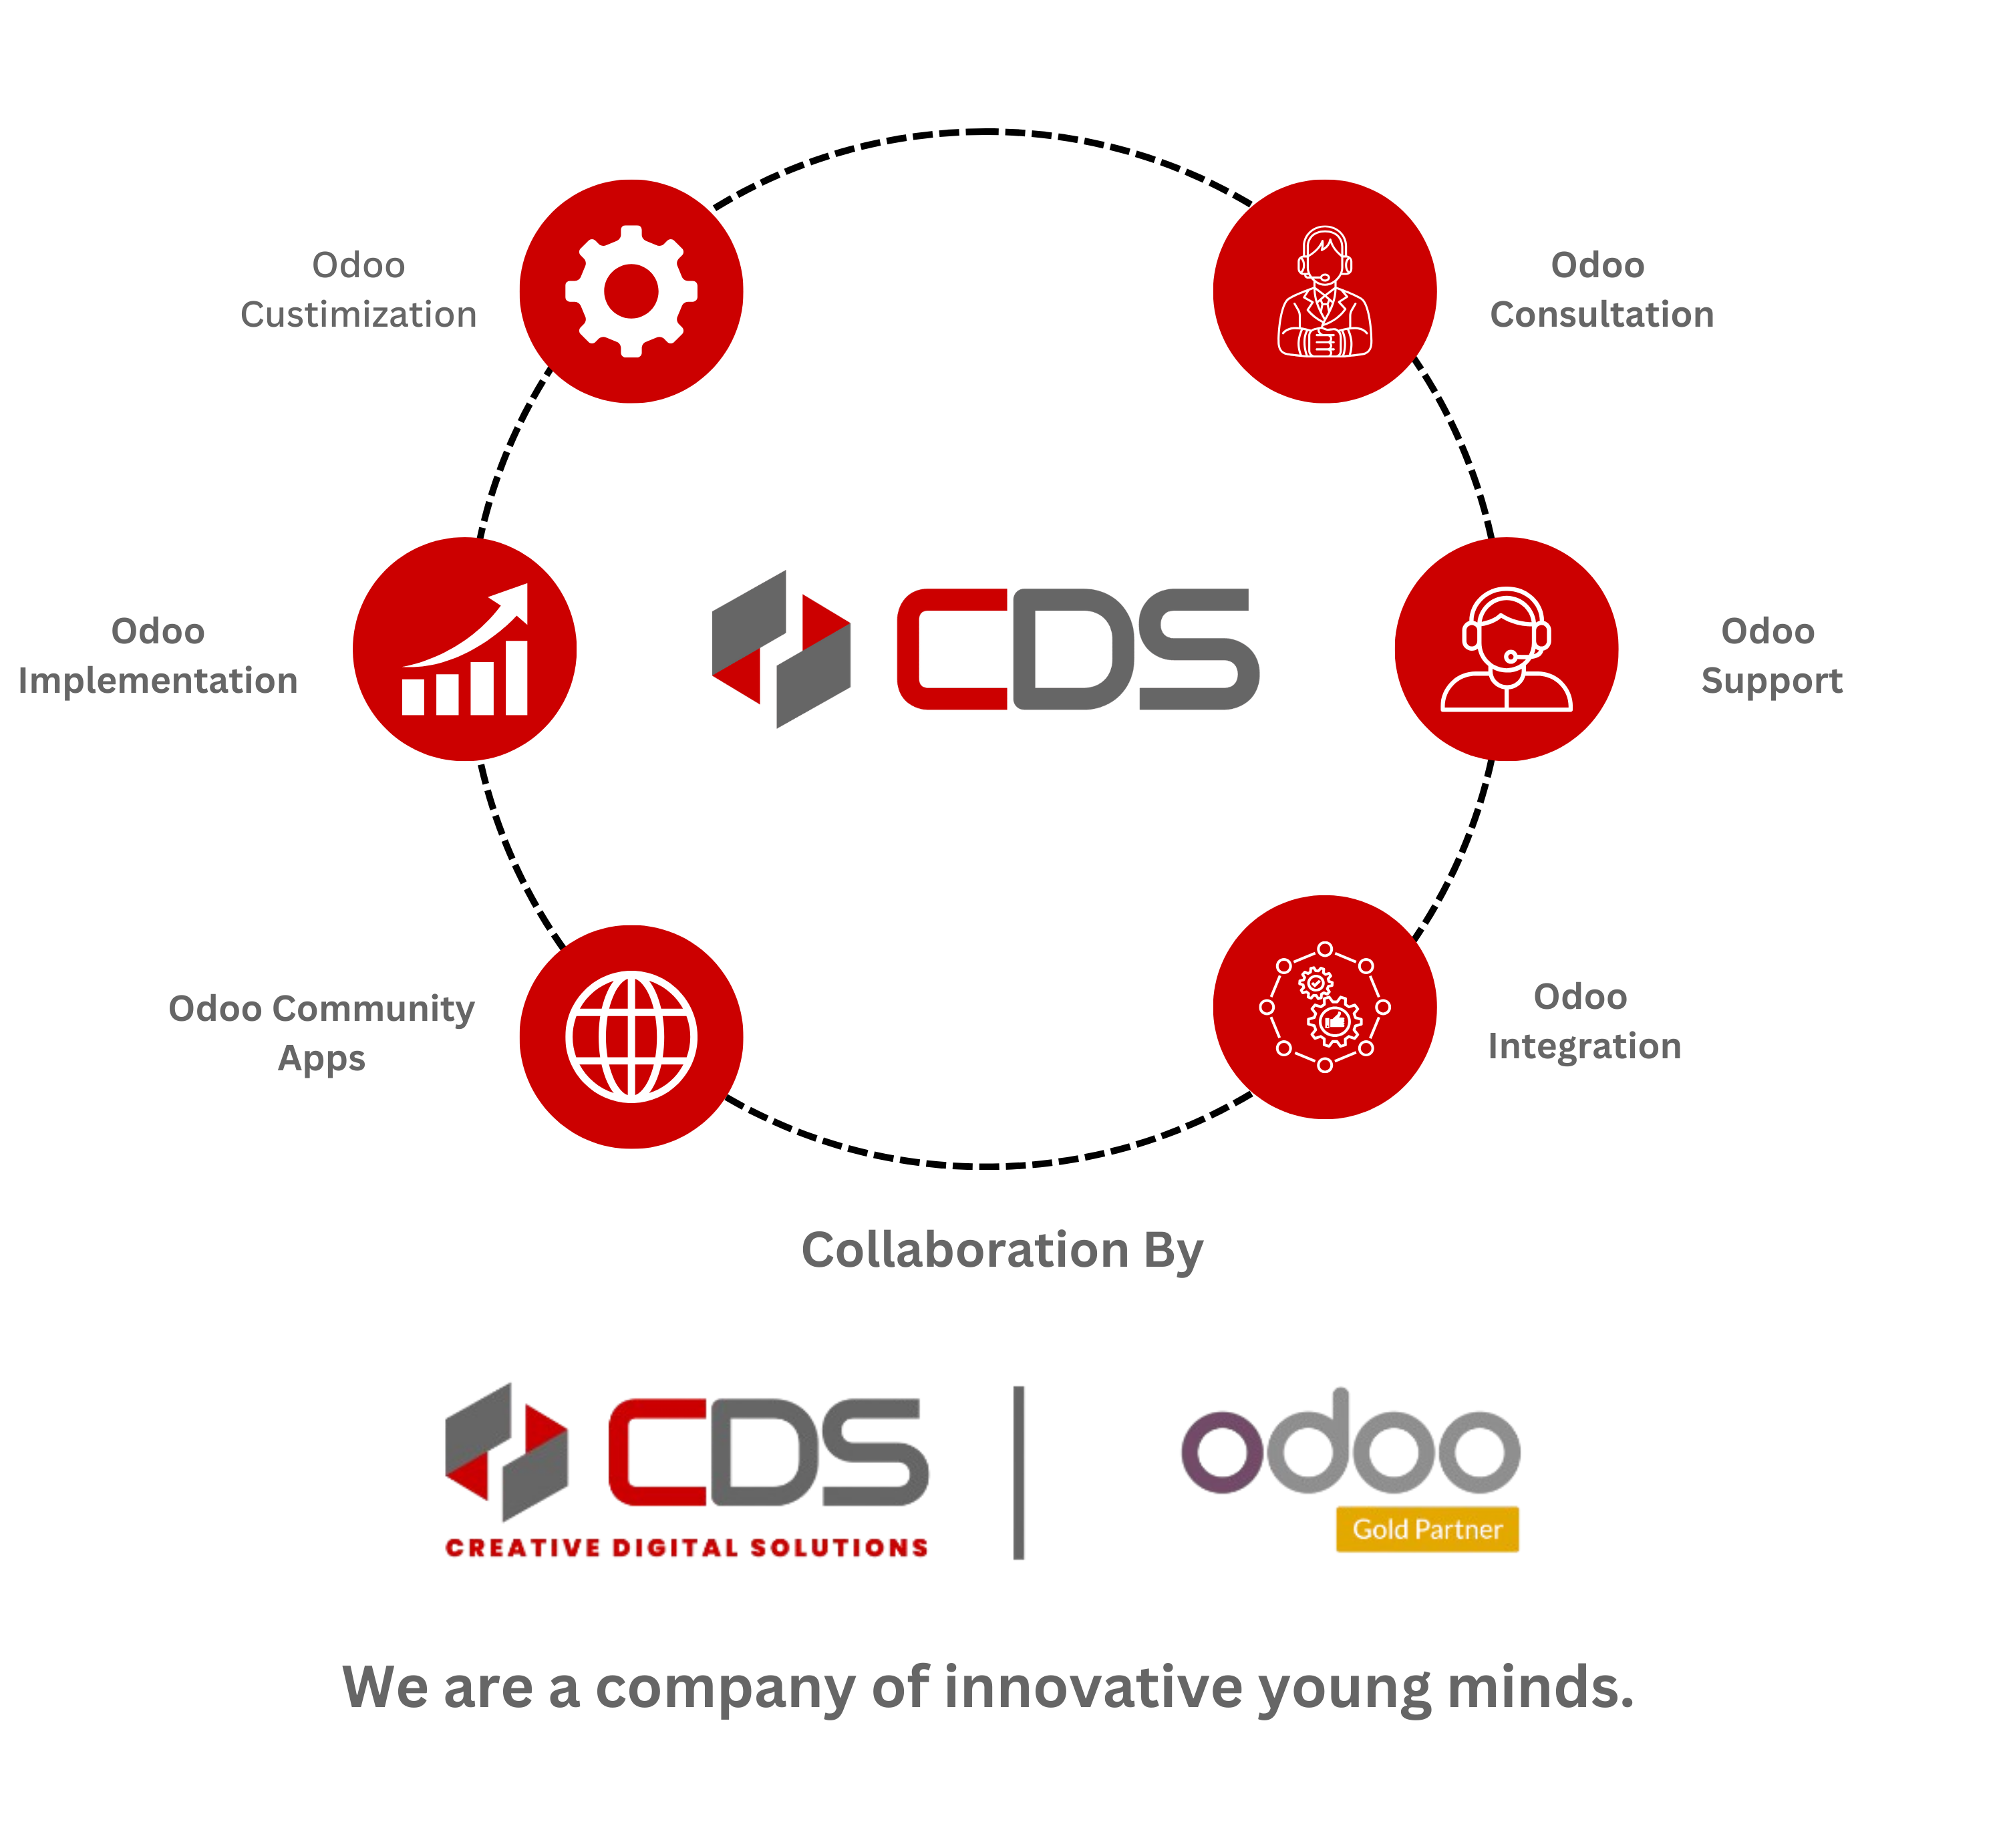 Odoo
Custimization
Odoo
Consultation
Odoo
Implementation
CDS
Odoo
Support
Odoo Community
Apps
Odoo
Integration
Collaboration By
CDS
CREATIVE DIGITAL SOLUTIONS
odoo
Gold Partner
We are a company of innovative young minds.